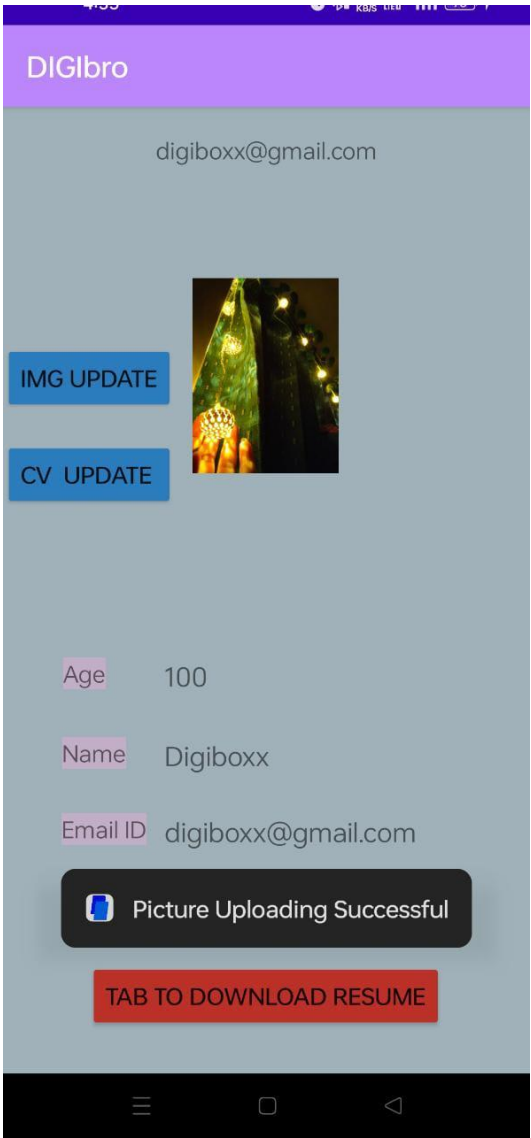 KB/S
DIGIbro
digiboxx@gmail.com
IMG UPDATE
CV UPDATE
Age 100
Name Digiboxx
Email ID digiboxx@gmail.com
Picture Uploading Successful
TAB TO DOWNLOAD RESUME